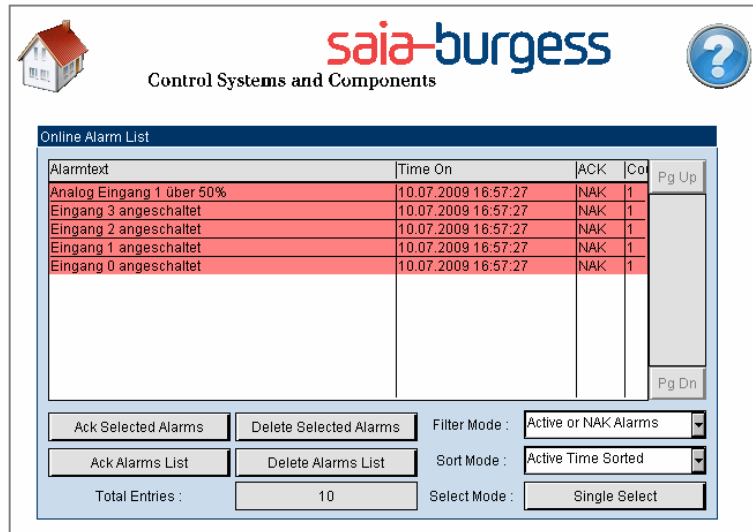 saia-burgess
Control Systems and Components
?
Online Alarm List
Alarmtext Time On ACK Co Pg Up
Analog Eingang 1 über 50% 10.07.2009 16:57:27 NAK 1
Eingang 3 angeschaltet 10.07.2009 16:57:27 NAK 1
Eingang 2 angeschaltet 10.07.2009 16:57:27 NAK 1
Eingang 1 angeschaltet 10.07.2009 16:57:27 NAK 1
Eingang 0 angeschaltet 10.07.2009 16:57:27 NAK 1
Pg Dn
Ack Selected Alarms Delete Selected Alarms Filter Mode : Active or NAK Alarms
Ack Alarms List Delete Alarms List Sort Mode : Active Time Sorted
Total Entries : 10 Select Mode : Single Select